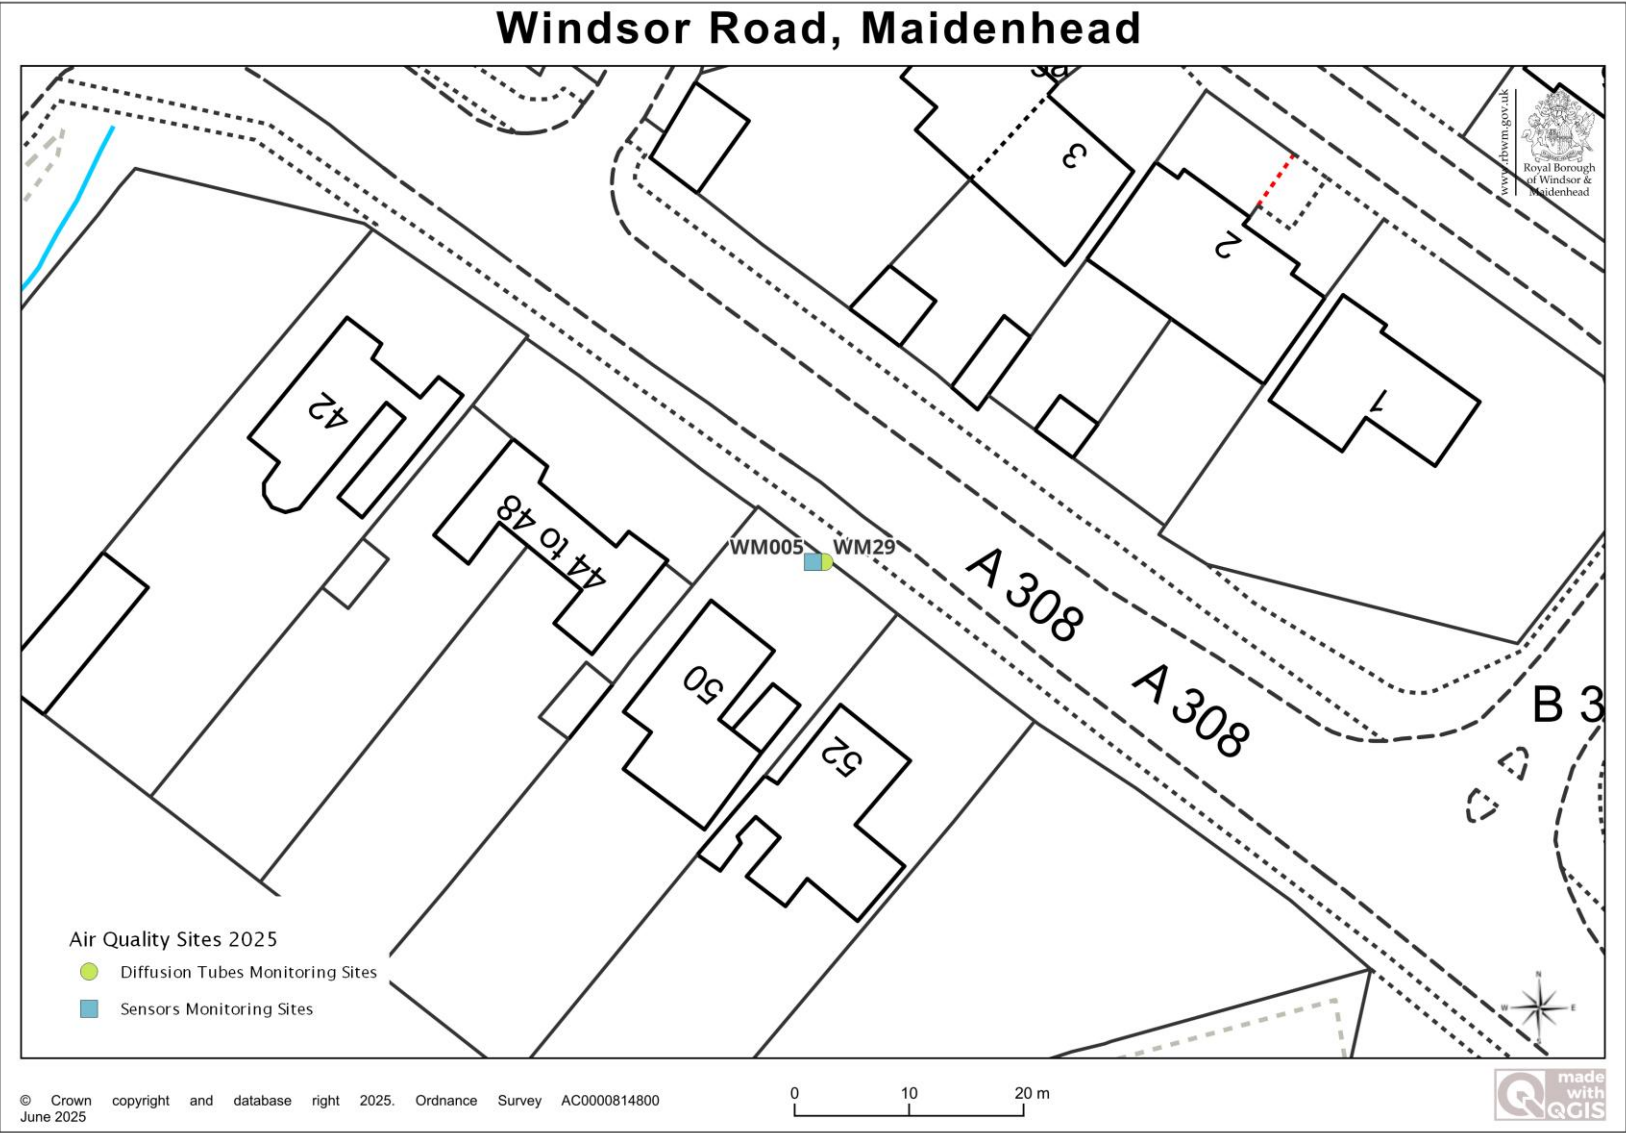 Windsor Road, Maidenhead
3
2
1
www.rbwm.gov.uk
Royal Borough
of Windsor &
Maidenhead
42
44 to 48
WM005
WM29
50
52
A 308
A 308
B 3
Air Quality Sites 2025
Diffusion Tubes Monitoring Sites
Sensors Monitoring Sites
N
W
E
S
© Crown copyright and database right 2025. Ordnance Survey AC0000814800
June 2025
0 10 20 m
made
with
QGIS